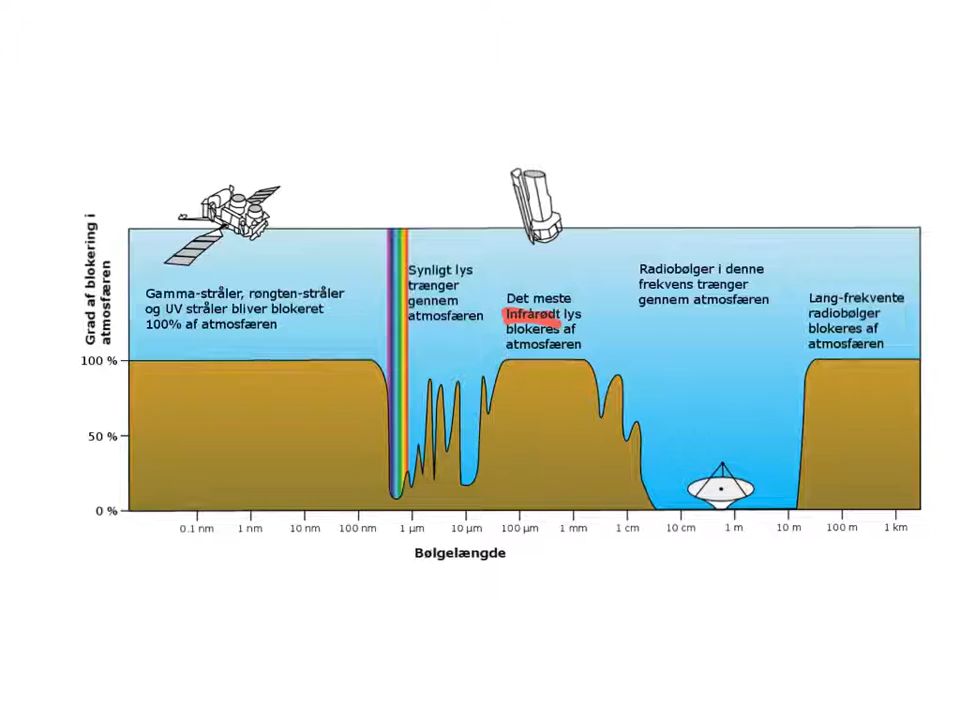 Grad af blokering i
atmosfæren
Gamma-stråler, røngten-stråler
og UV stråler bliver blokeret
100% af atmosfæren
Synligt lys
trænger
gennem
atmosfæren
Det meste
Infrårødt lys
blokeres af
atmosfæren
Radiobølger i denne
frekvens trænger
gennem atmosfæren
Lang-frekvente
radiobølger
blokeres af
atmosfæren
100 %
50 %
0 %
0.1 nm 1 nm 10 nm 100 nm 1 µm 10 µm 100 µm 1 mm 1 cm 10 cm 1 m 10 m 100 m 1 km
Bølgelængde